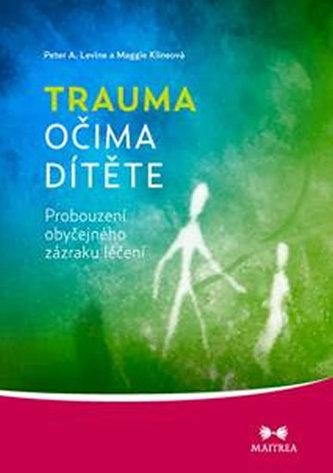 Peter A. Levine a Maggie Klineová
TRAUMA
OČIMA
DÍTĚTE
Probouzení
obyčejného
zázraku léčení
MAITREA